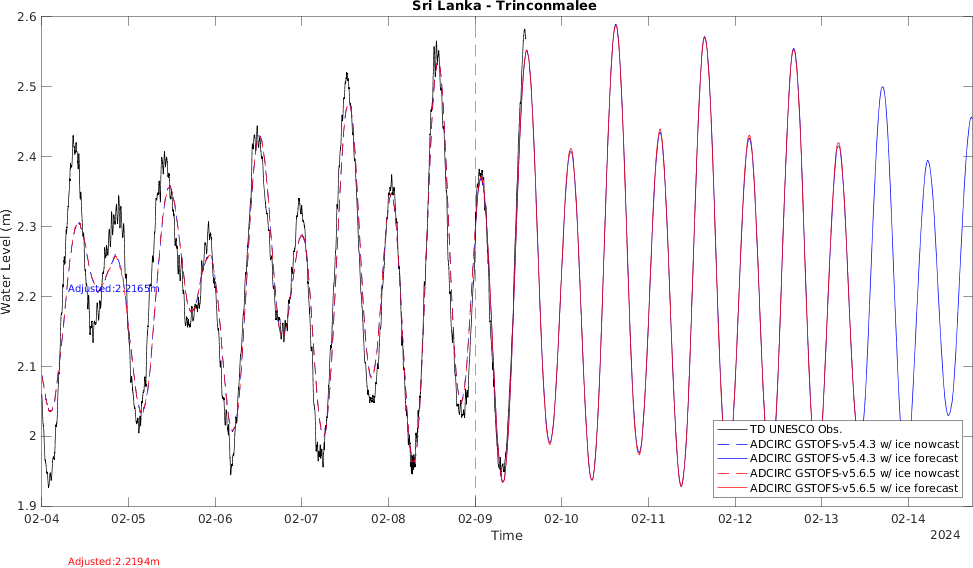 Sri Lanka - Trinconmalee
2.6
2.5
2.4
2.3
2.2
2.1
2
1.9
Water Level (m)
Adjusted:2.2165m
TD UNESCO Obs.
ADCIRC GSTOFS-v5.4.3 w/ ice nowcast
ADCIRC GSTOFS-v5.4.3 w/ ice forecast
ADCIRC GSTOFS-v5.6.5 w/ ice nowcast
ADCIRC GSTOFS-v5.6.5 w/ ice forecast
02-04 02-05 02-06 02-07 02-08 02-09 02-10 02-11 02-12 02-13 02-14
Time
2024
Adjusted:2.2194m